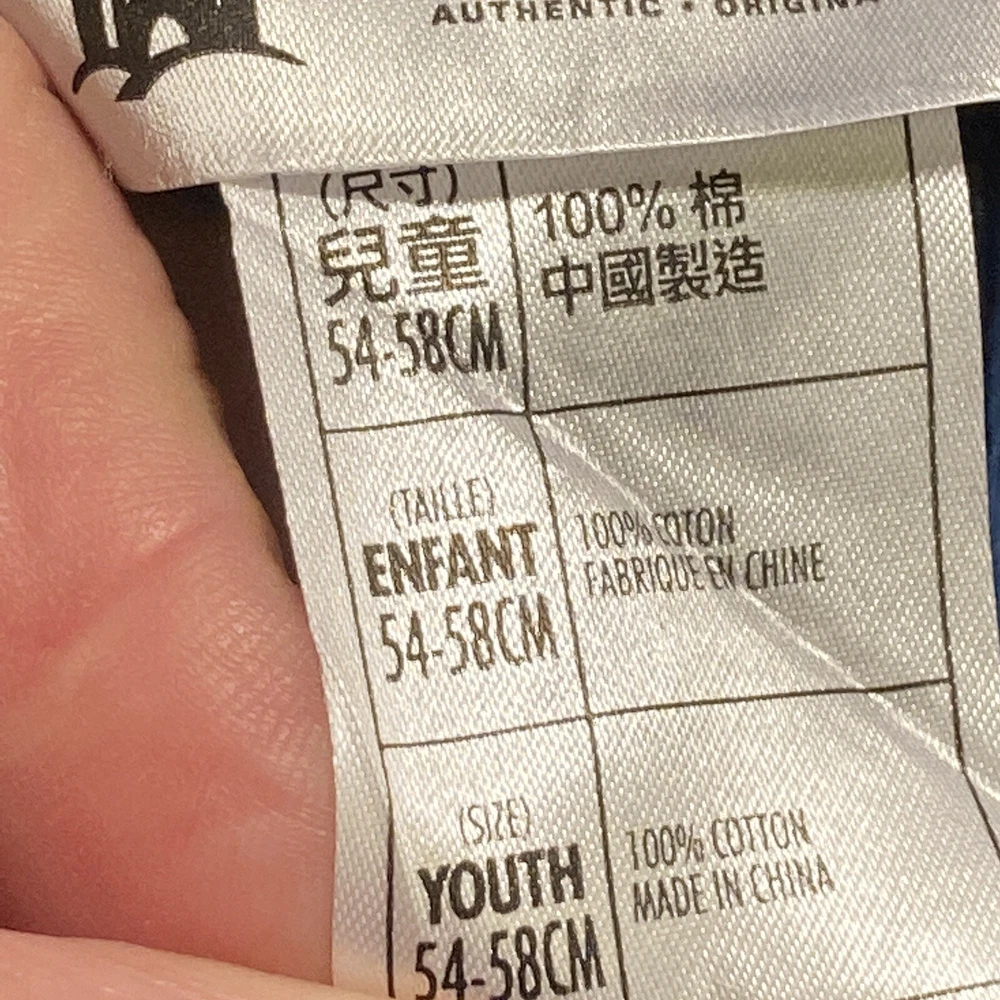 AUTHENTIC • ORIGINA
(尺寸)
兒童
54-58CM
100% 棉
中國製造
(TAILLE)
ENFANT
54-58CM
100% COTON
FABRIQUE EN CHINE
(SIZE)
YOUTH
54-58CM
100% COTTON
MADE IN CHINA